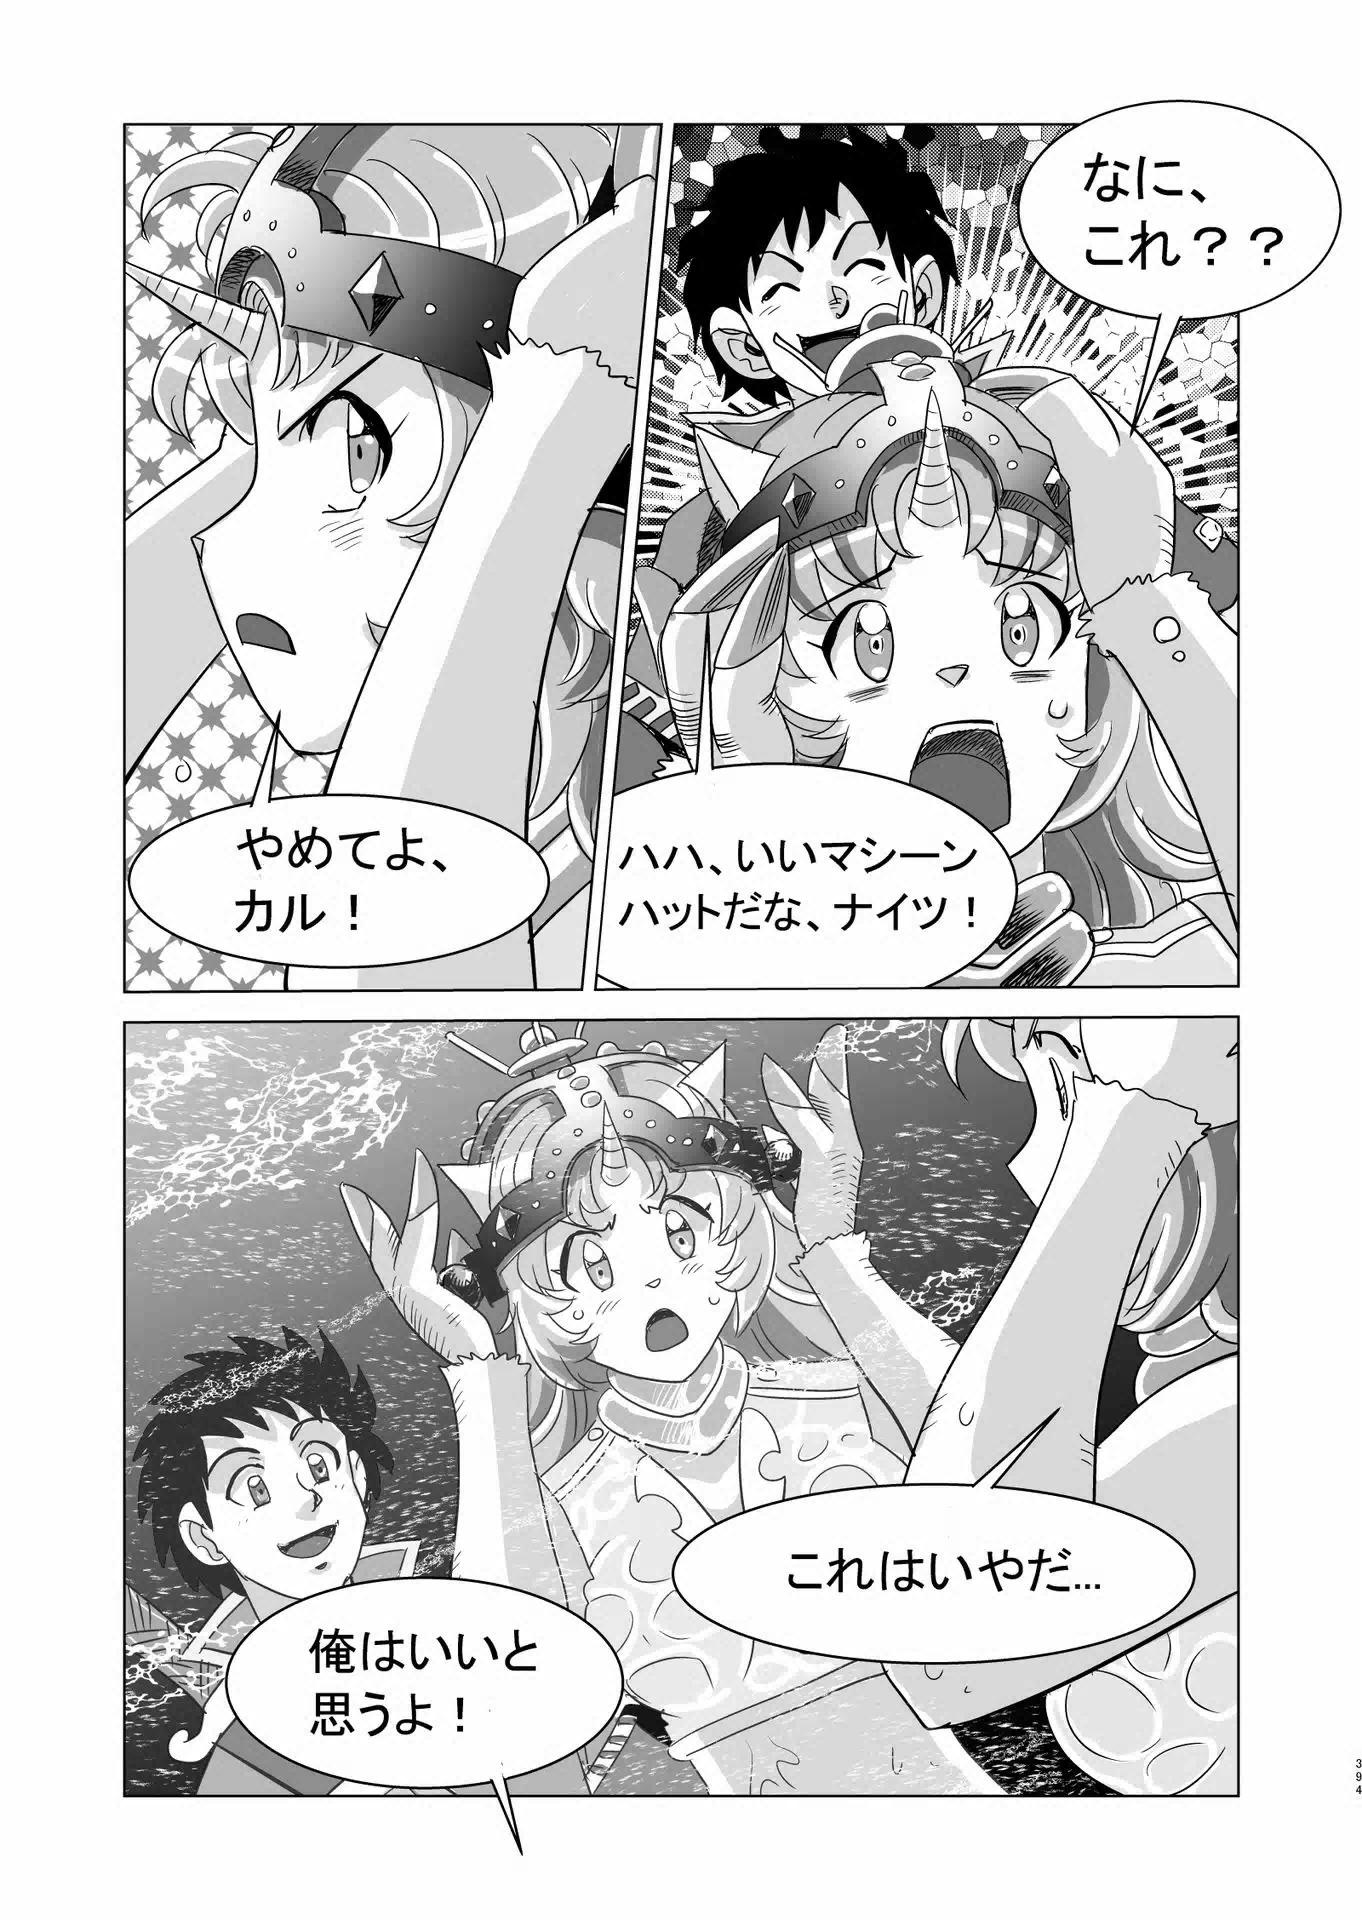 なに、
これ？？
ハハ、いいマシーン
ハットだな、ナイツ！
やめてよ、
カル！
これはいやだ...
俺はいいと
思うよ！
394